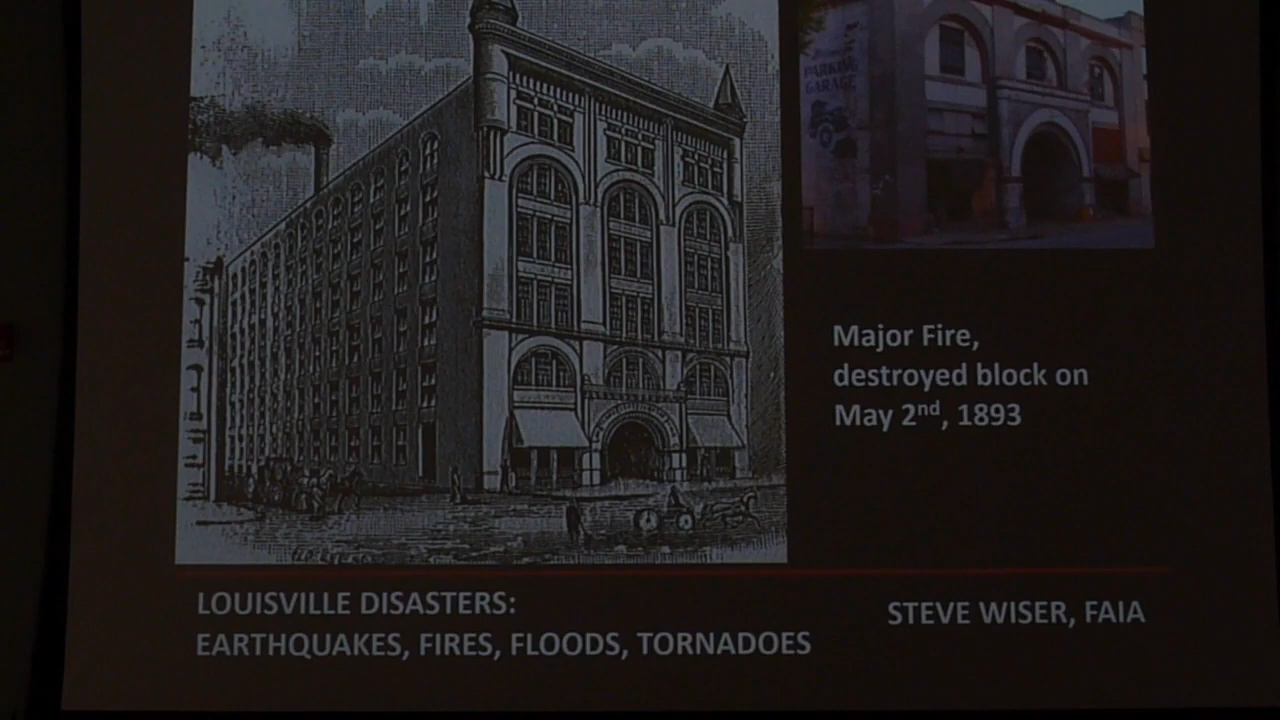 PARKING
GARAGE
Major Fire,
destroyed block on
May 2nd, 1893
LOUISVILLE DISASTERS:
EARTHQUAKES, FIRES, FLOODS, TORNADOES
STEVE WISER, FAIA